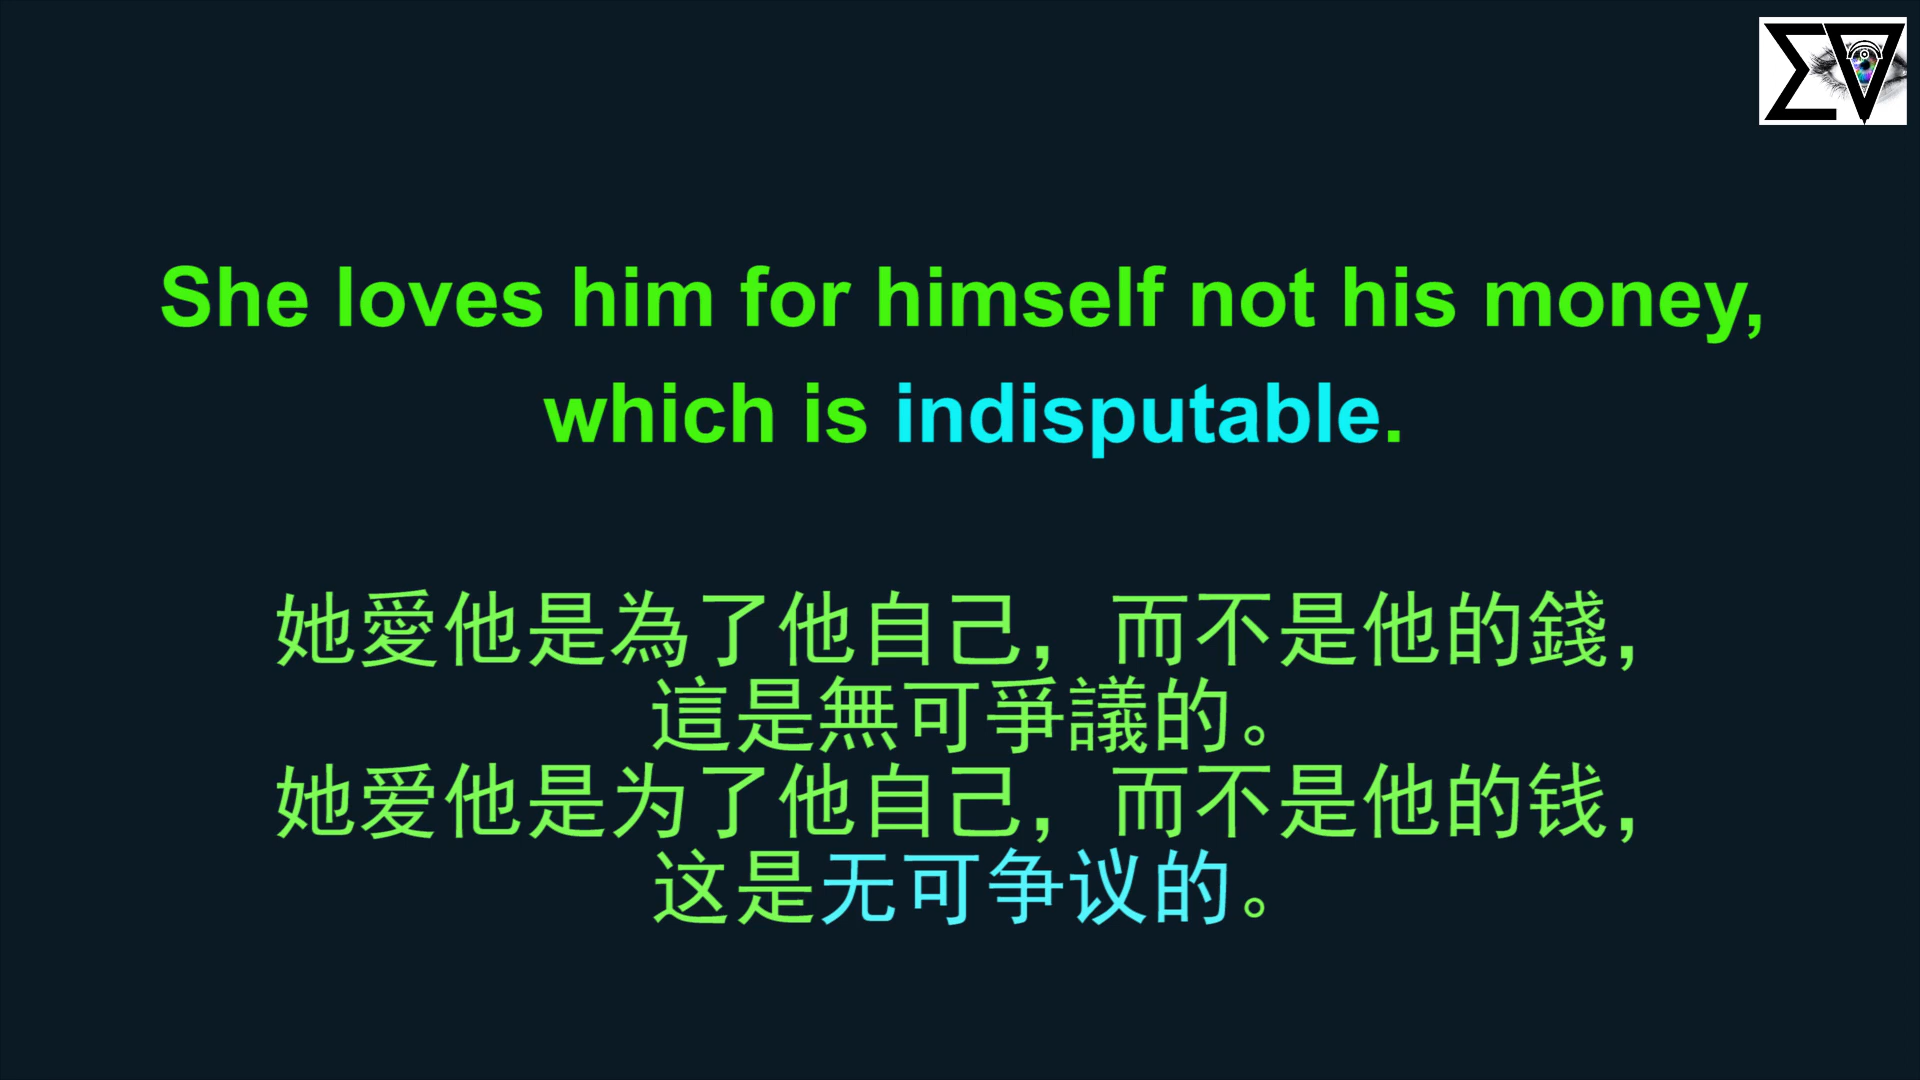 She loves him for himself not his money,
which is indisputable.
她愛他是為了他自己，而不是他的錢，
這是無可爭議的。
她爱他是为了他自己，而不是他的钱，
这是无可争议的。